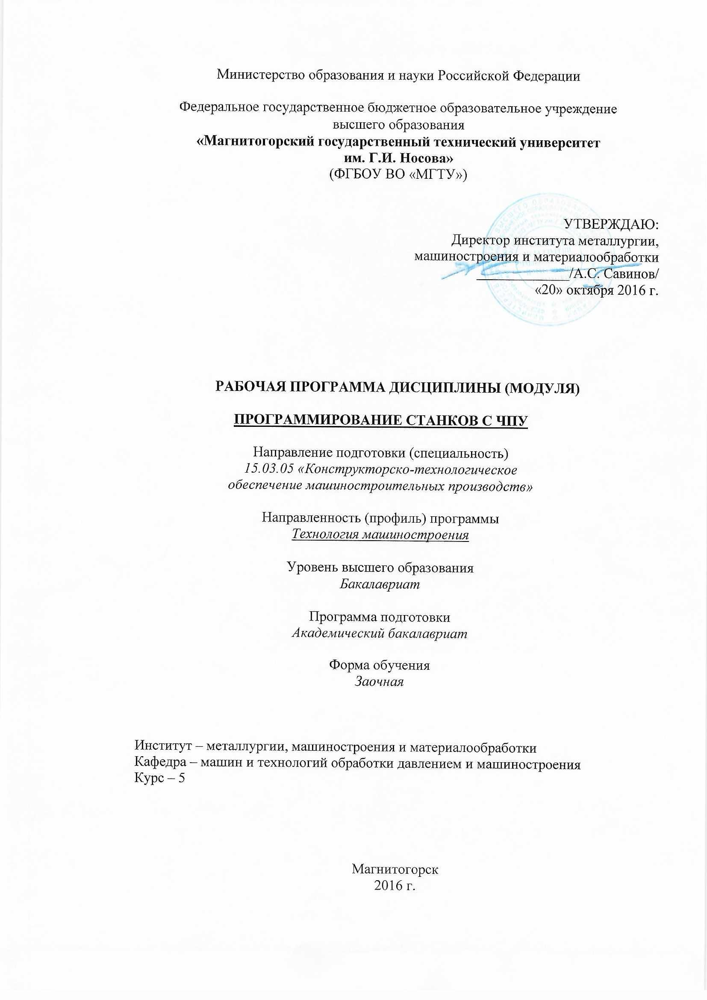 Министерство образования и науки Российской Федерации
Федеральное государственное бюджетное образовательное учреждение
высшего образования
«Магнитогорский государственный технический университет
им. Г.И. Носова»
(ФГБОУ ВО «МГТУ»)
УТВЕРЖДАЮ:
Директор института металлургии,
машиностроения и материалообработки
_____________/А.С. Савинов/
«20» октября 2016 г.
РАБОЧАЯ ПРОГРАММА ДИСЦИПЛИНЫ (МОДУЛЯ)
ПРОГРАММИРОВАНИЕ СТАНКОВ С ЧПУ
Направление подготовки (специальность)
15.03.05 «Конструкторско-технологическое
обеспечение машиностроительных производств»
Направленность (профиль) программы
Технология машиностроения
Уровень высшего образования
Бакалавриат
Программа подготовки
Академический бакалавриат
Форма обучения
Заочная
Институт – металлургии, машиностроения и материалообработки
Кафедра – машин и технологий обработки давлением и машиностроения
Курс – 5
Магнитогорск
2016 г.